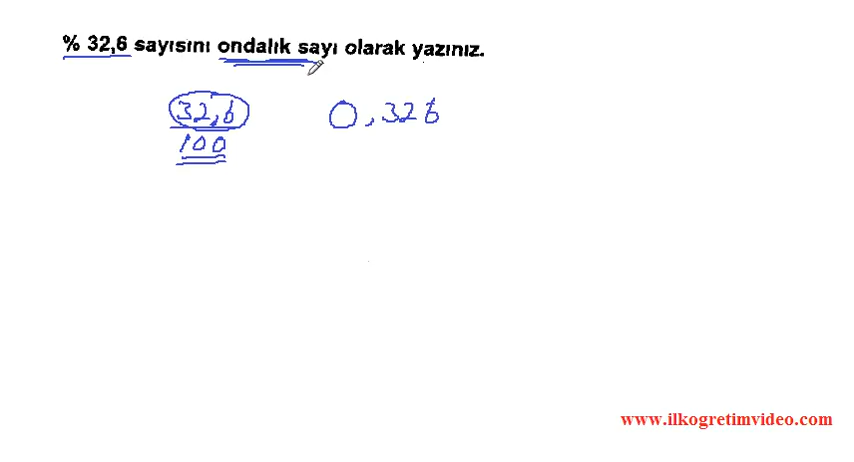 % 32,6 sayısını ondalık sayı olarak yazınız.
32,6 0,326
100
www.ilkogretimvideo.com